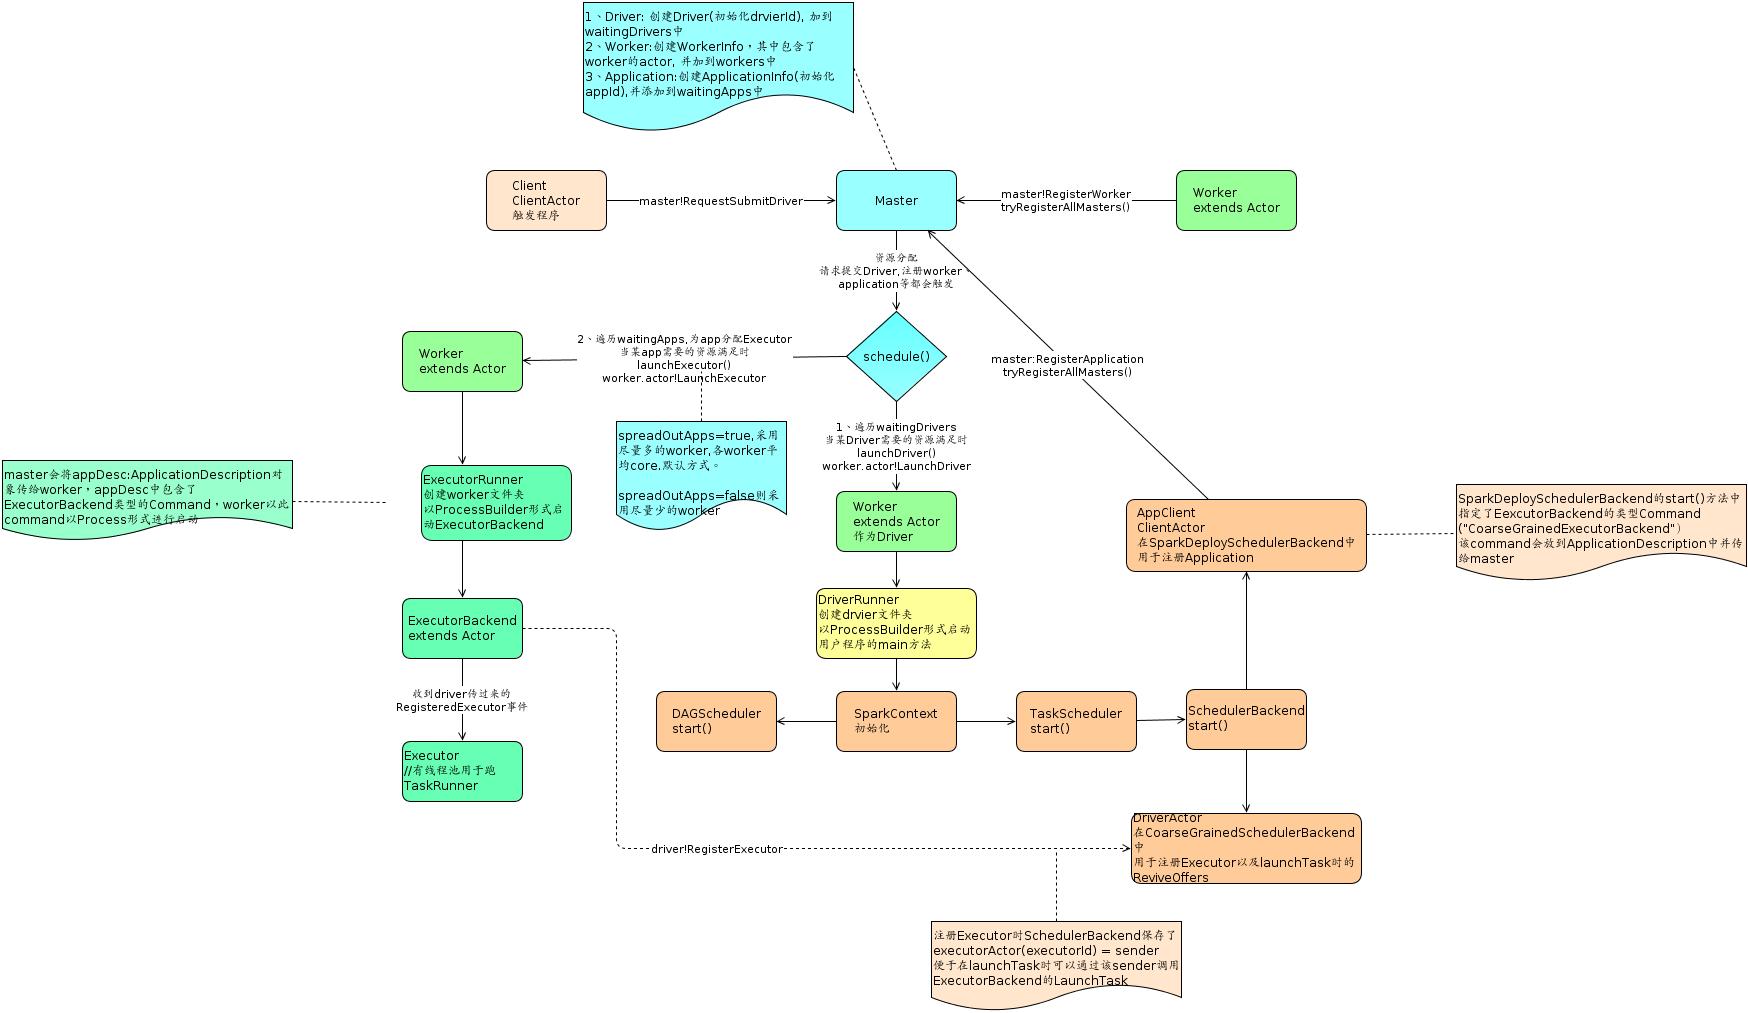 1、Driver: 创建Driver(初始化drvierId), 加到
waitingDrivers中
2、Worker:创建WorkerInfo，其中包含了
worker的actor, 并加到workers中
3、Application:创建ApplicationInfo(初始化
appId),并添加到waitingApps中
Client
ClientActor
触发程序
master!RequestSubmitDriver
Master
master!RegisterWorker
tryRegisterAllMasters()
Worker
extends Actor
资源分配
请求提交Driver,注册worker、
application等都会触发
schedule()
2、遍历waitingApps,为app分配Executor
当某app需要的资源满足时
launchExecutor()
worker.actor!LaunchExecutor
Worker
extends Actor
master:RegisterApplication
tryRegisterAllMasters()
spreadOutApps=true,采用
尽量多的worker,各worker平
均core.默认方式。
spreadOutApps=false则采
用尽量少的worker
1、遍历waitingDrivers
当某Driver需要的资源满足时
launchDriver()
worker.actor!LaunchDriver
master会将appDesc:ApplicationDescription对
象传给worker，appDesc中包含了
ExecutorBackend类型的Command，worker以此
command以Process形式进行启动
ExecutorRunner
创建worker文件夹
以ProcessBuilder形式启
动ExecutorBackend
Worker
extends Actor
作为Driver
AppClient
ClientActor
在SparkDeploySchedulerBackend中
用于注册Application
SparkDeploySchedulerBackend的start()方法中
指定了EexcutorBackend的类型Command
("CoarseGrainedExecutorBackend")
该command会放到ApplicationDescription中并传
给master
ExecutorBackend
extends Actor
DriverRunner
创建drvier文件夹
以ProcessBuilder形式启动
用户程序的main方法
收到driver传过来的
RegisteredExecutor事件
DAGScheduler
start()
SparkContext
初始化
TaskScheduler
start()
SchedulerBackend
start()
Executor
//有线程池用于跑
TaskRunner
driver!RegisterExecutor
DriverActor
在CoarseGrainedSchedulerBackend
中
用于注册Executor以及launchTask时的
ReviveOffers
注册Executor时SchedulerBackend保存了
executorActor(executorId) = sender
便于在launchTask时可以通过该sender调用
ExecutorBackend的LaunchTask